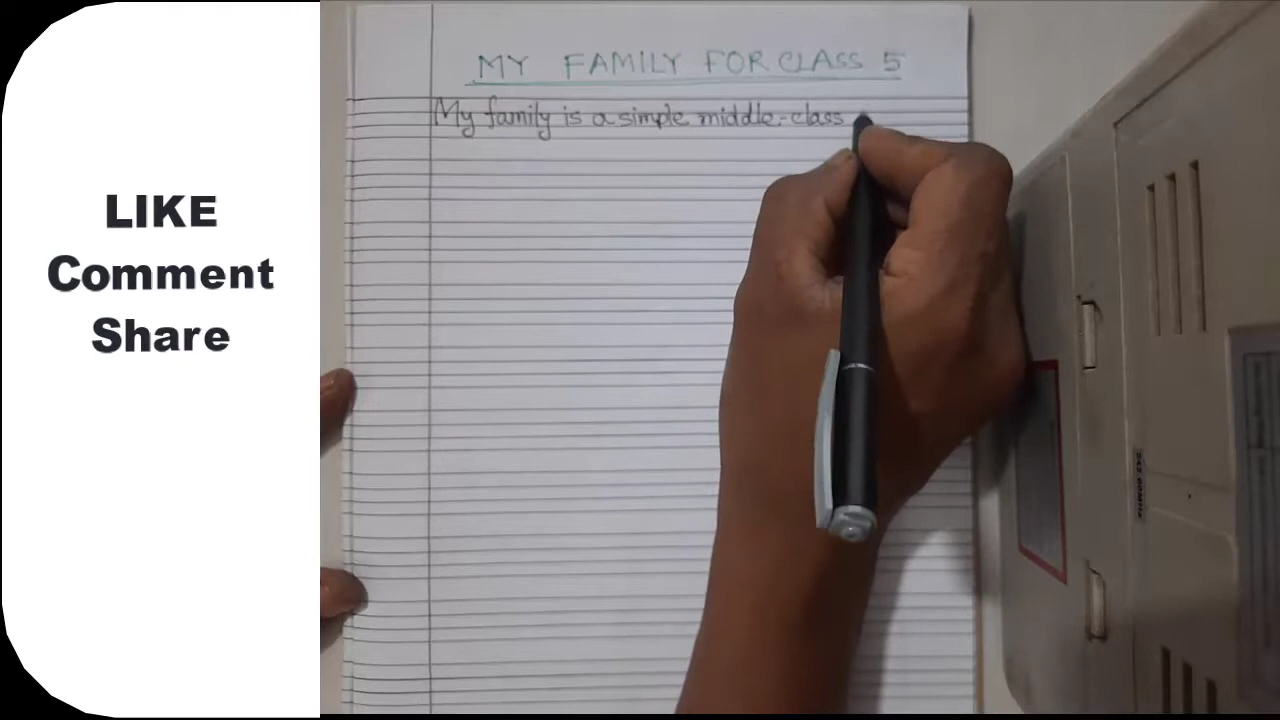 LIKE
Comment
Share
MY FAMILY FOR CLASS 5
My family is a simple middle-class